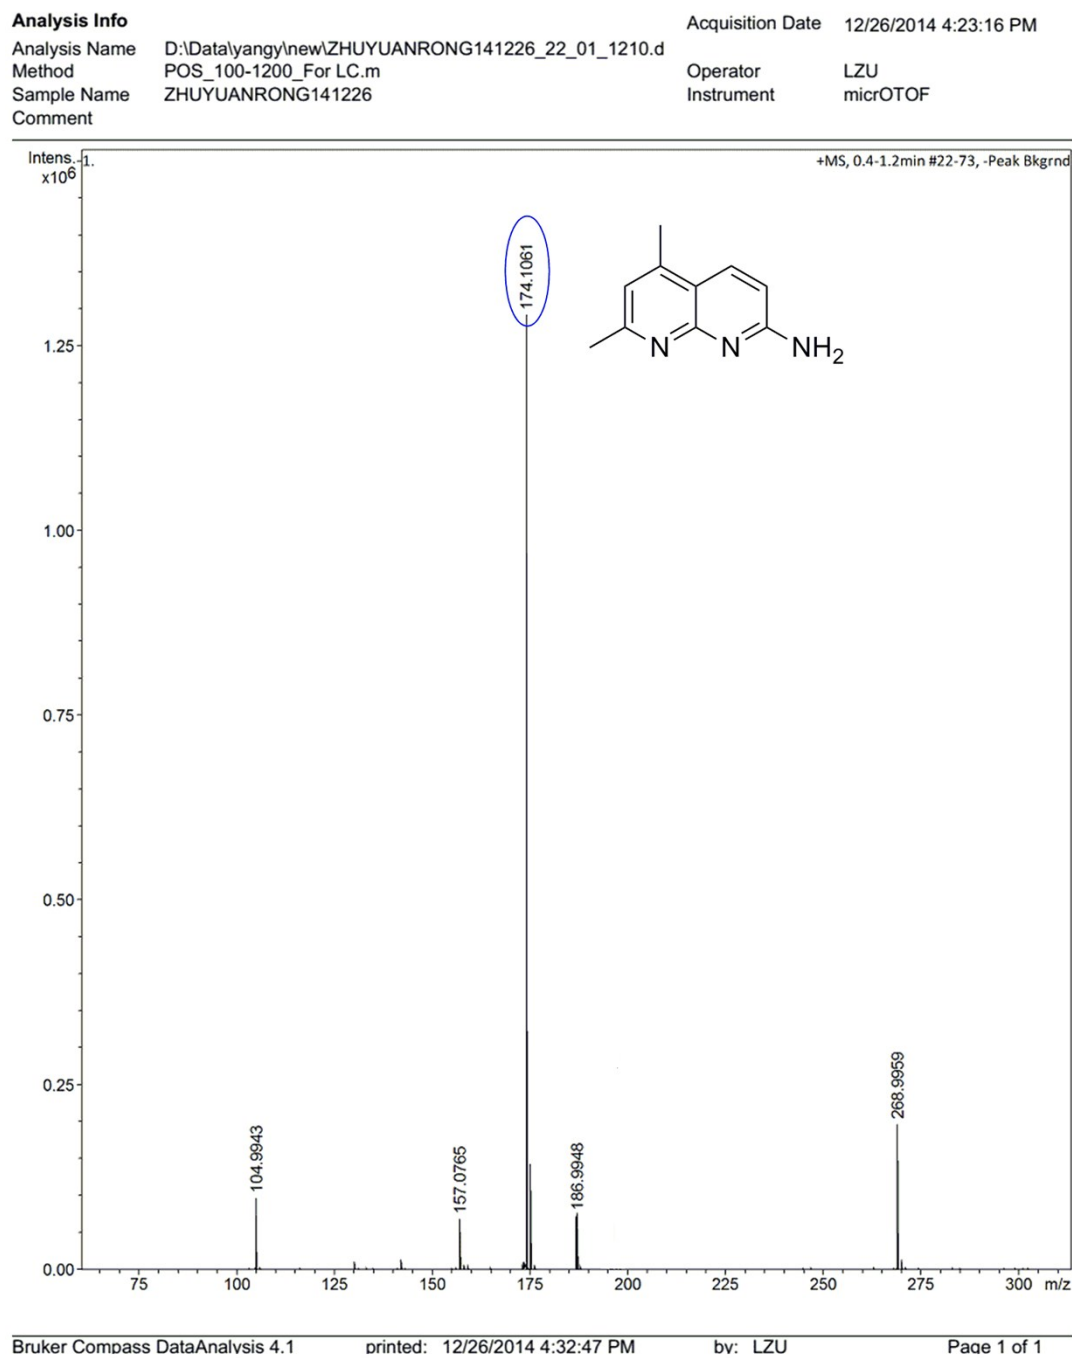 Analysis Info
Acquisition Date 12/26/2014 4:23:16 PM
Analysis Name D:\Data\yangy\new\ZHUYUANRONG141226_22_01_1210.d
Method POS_100-1200_For LC.m
Operator LZU
Sample Name ZHUYUANRONG141226
Instrument micrOTOF
Comment
Intens. 1.
x10⁶
+MS, 0.4-1.2min #22-73, -Peak Bkgrnd
174.1061
N N NH₂
1.25
1.00
0.75
0.50
0.25
268.9959
104.9943
157.0765
186.9948
0.00
75 100 125 150 175 200 225 250 275 300 m/z
Bruker Compass DataAnalysis 4.1 printed: 12/26/2014 4:32:47 PM by: LZU Page 1 of 1